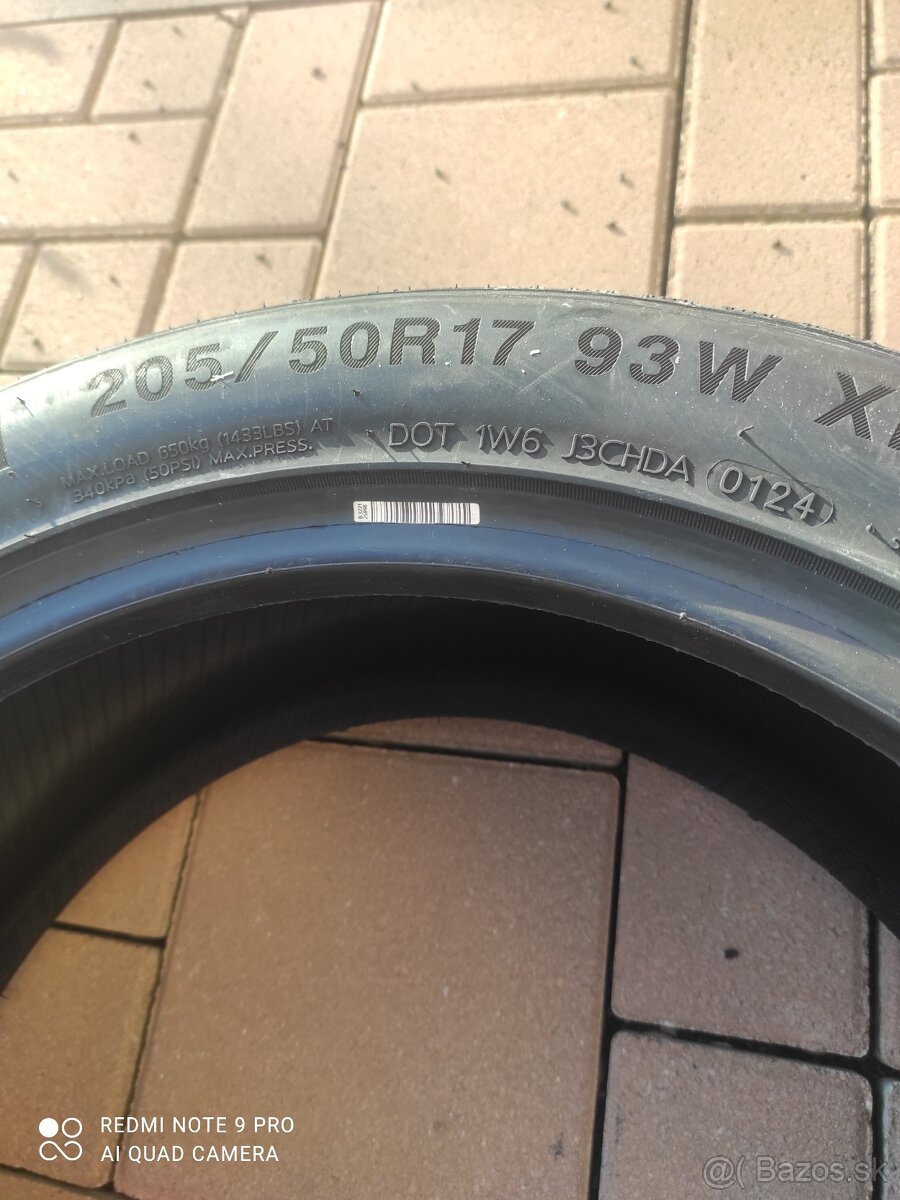 205/50R17 93W X
MAX.LOAD 650kg (1433LBS) AT
340kPa (50PSI) MAX.PRESS.
DOT 1W6 J3CHDA 0124
REDMI NOTE 9 PRO
AI QUAD CAMERA
@( Bazos.sk